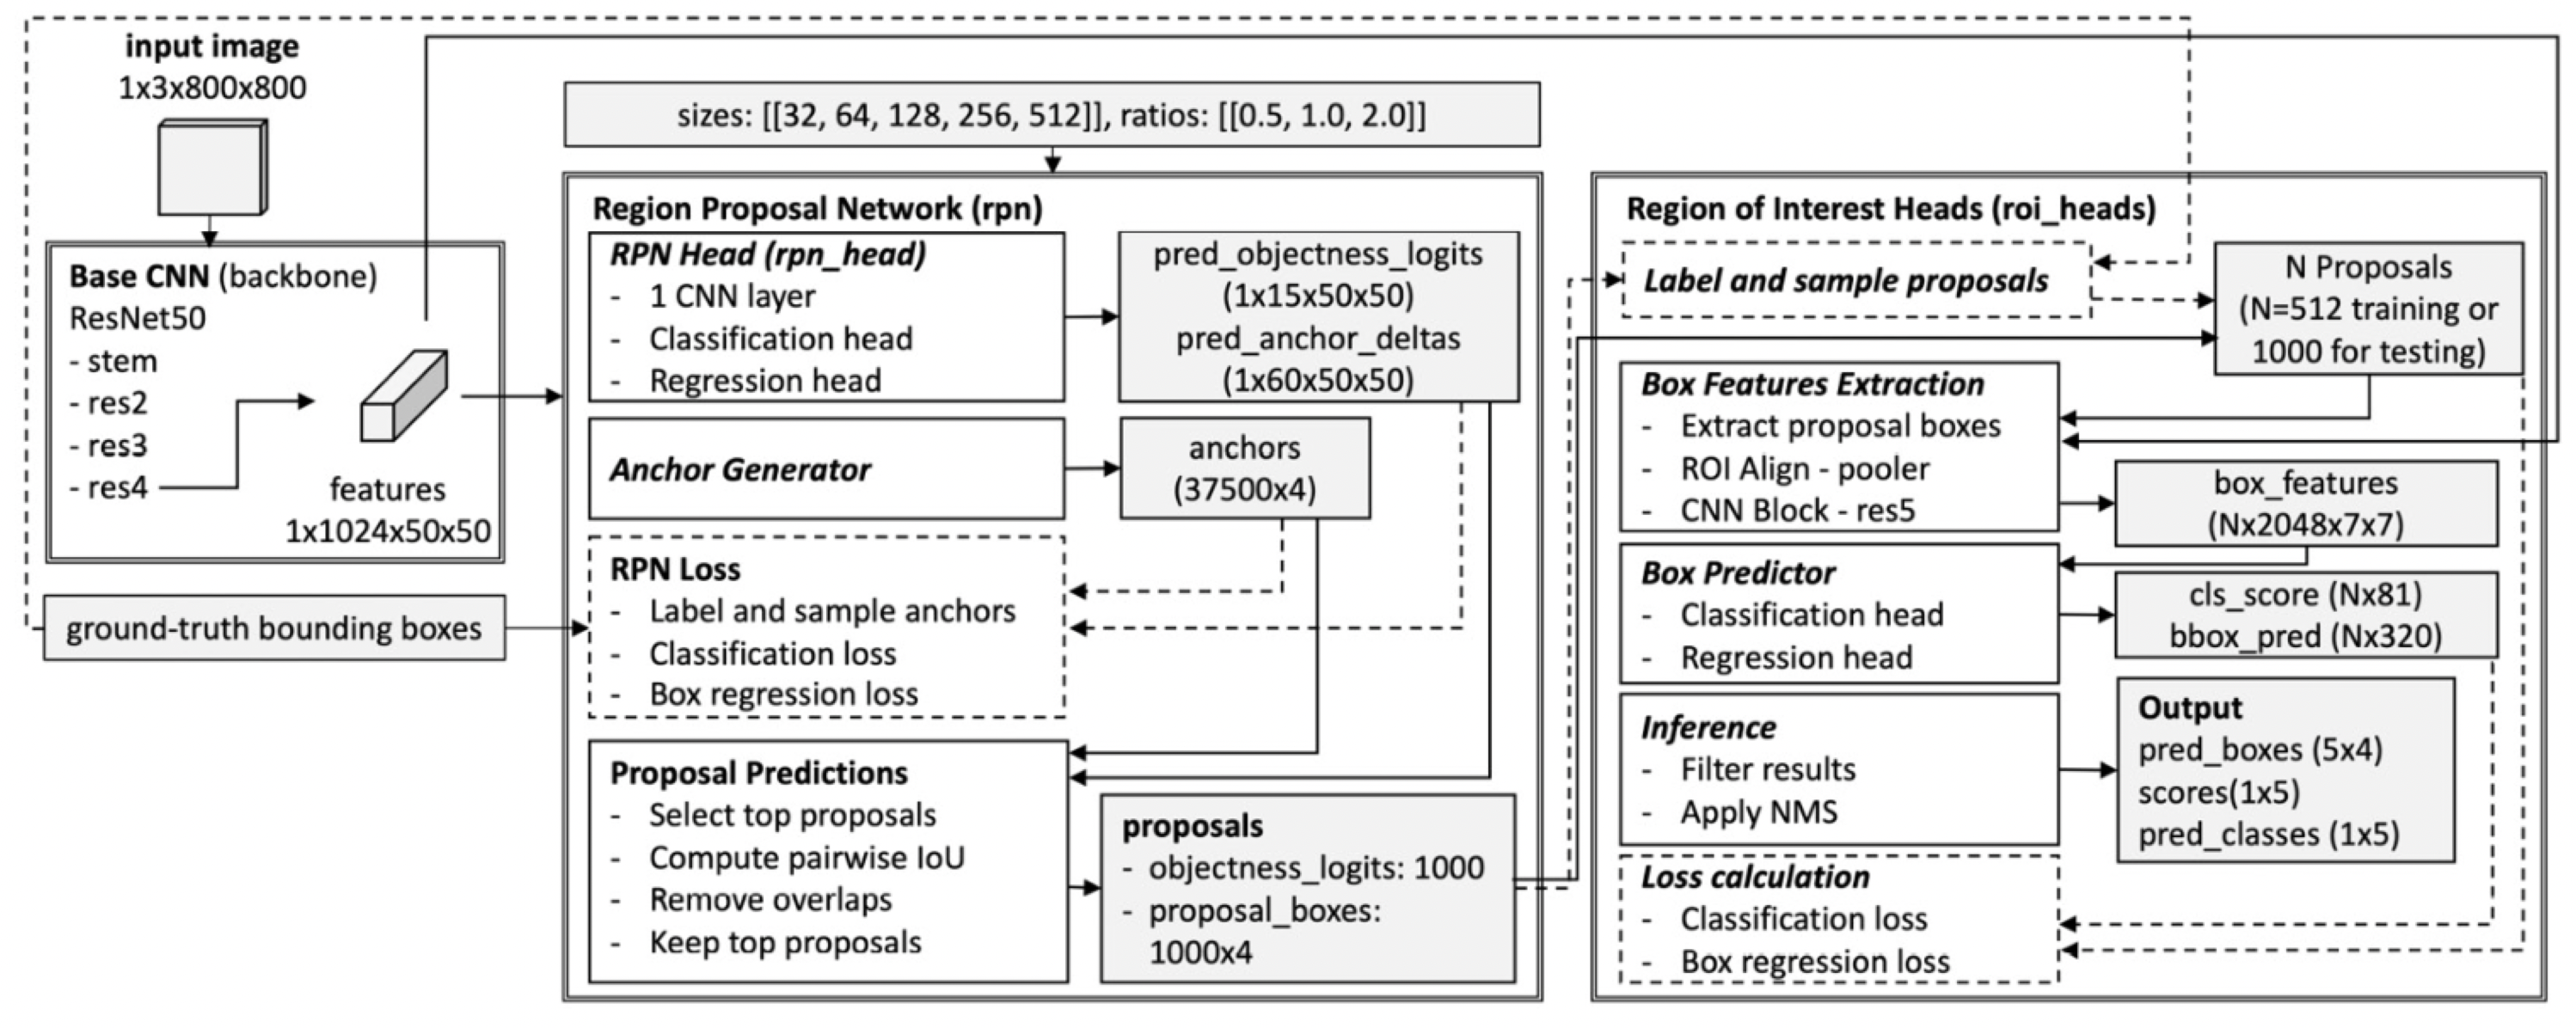 input image
1x3x800x800
Base CNN (backbone)
ResNet50
- stem
- res2
- res3
- res4
features
1x1024x50x50
ground-truth bounding boxes
sizes: [[32, 64, 128, 256, 512]], ratios: [[0.5, 1.0, 2.0]]
Region Proposal Network (rpn)
RPN Head (rpn_head)
- 1 CNN layer
- Classification head
- Regression head
pred_objectness_logits
(1x15x50x50)
pred_anchor_deltas
(1x60x50x50)
Anchor Generator
anchors
(37500x4)
RPN Loss
- Label and sample anchors
- Classification loss
- Box regression loss
Proposal Predictions
- Select top proposals
- Compute pairwise IoU
- Remove overlaps
- Keep top proposals
proposals
- objectness_logits: 1000
- proposal_boxes:
1000x4
Region of Interest Heads (roi_heads)
Label and sample proposals
N Proposals
(N=512 training or
1000 for testing)
Box Features Extraction
- Extract proposal boxes
- ROI Align - pooler
- CNN Block - res5
box_features
(Nx2048x7x7)
Box Predictor
- Classification head
- Regression head
cls_score (Nx81)
bbox_pred (Nx320)
Inference
- Filter results
- Apply NMS
Output
pred_boxes (5x4)
scores(1x5)
pred_classes (1x5)
Loss calculation
- Classification loss
- Box regression loss